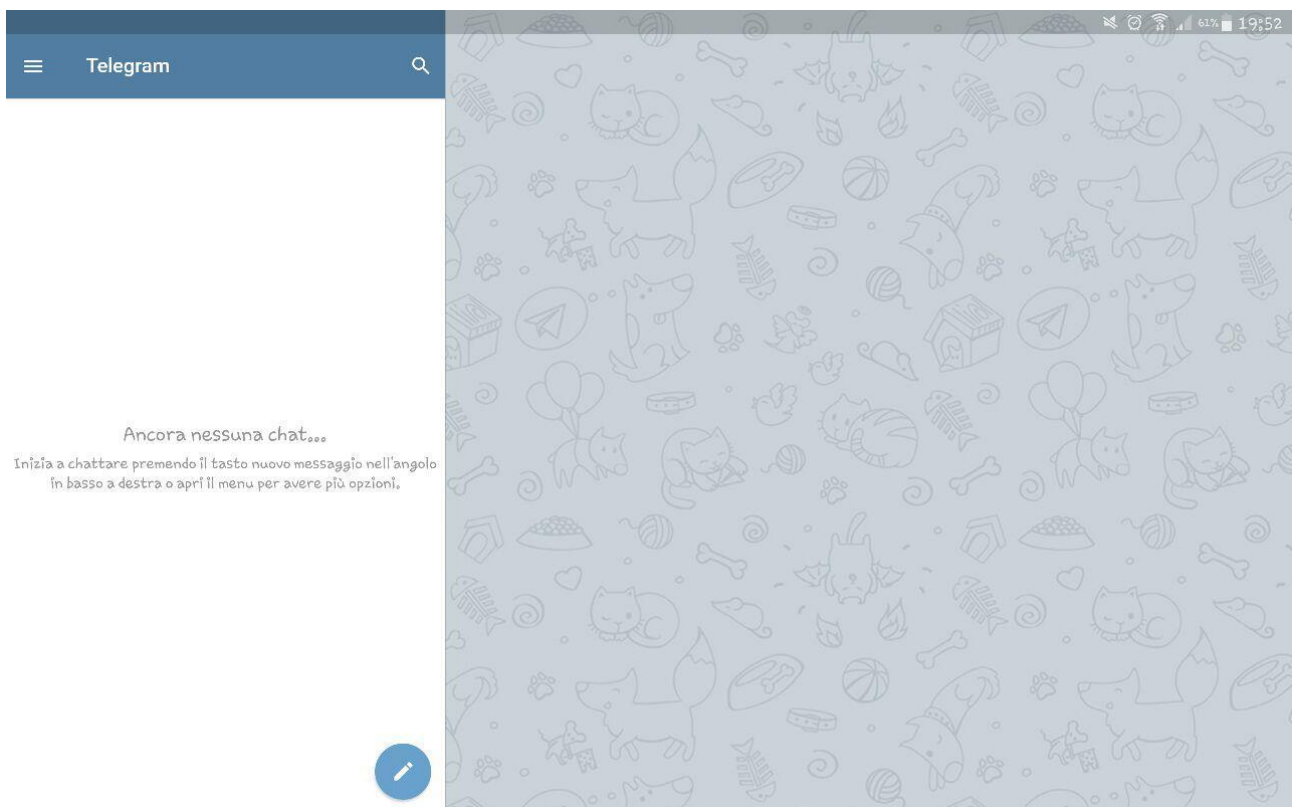 61% 19:52
Telegram
Ancora nessuna chat...
Inizia a chattare premendo il tasto nuovo messaggio nell'angolo
in basso a destra o apri il menu per avere più opzioni.